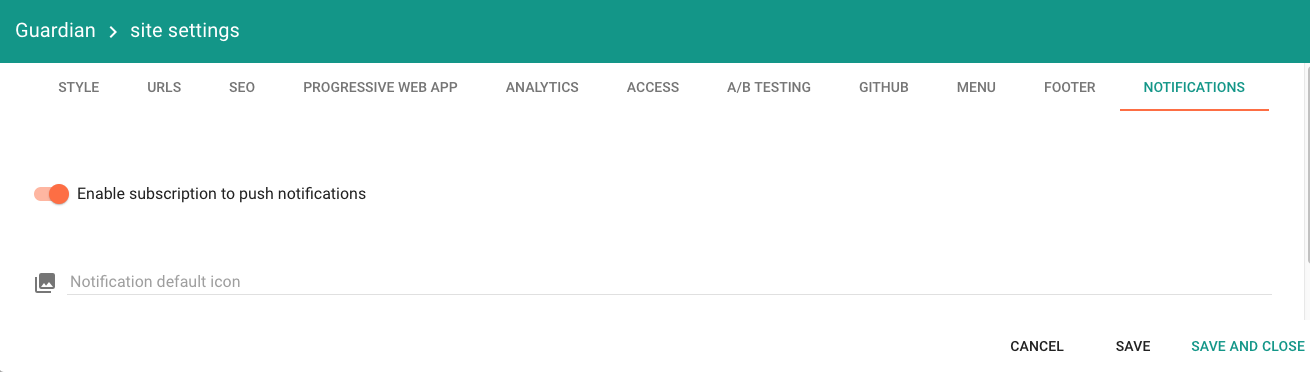 Guardian > site settings
STYLE URLS SEO PROGRESSIVE WEB APP ANALYTICS ACCESS A/B TESTING GITHUB MENU FOOTER NOTIFICATIONS
Enable subscription to push notifications
Notification default icon
CANCEL SAVE SAVE AND CLOSE